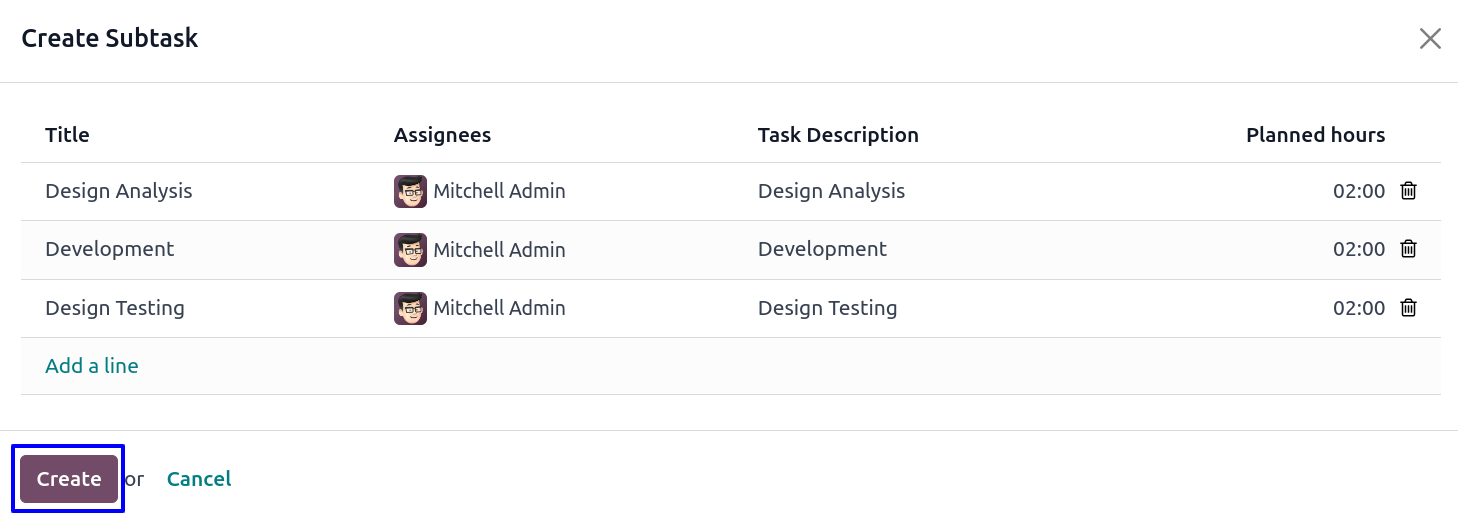 Create Subtask
Title Assignees Task Description Planned hours
Design Analysis Mitchell Admin Design Analysis 02:00
Development Mitchell Admin Development 02:00
Design Testing Mitchell Admin Design Testing 02:00
Add a line
Create or Cancel